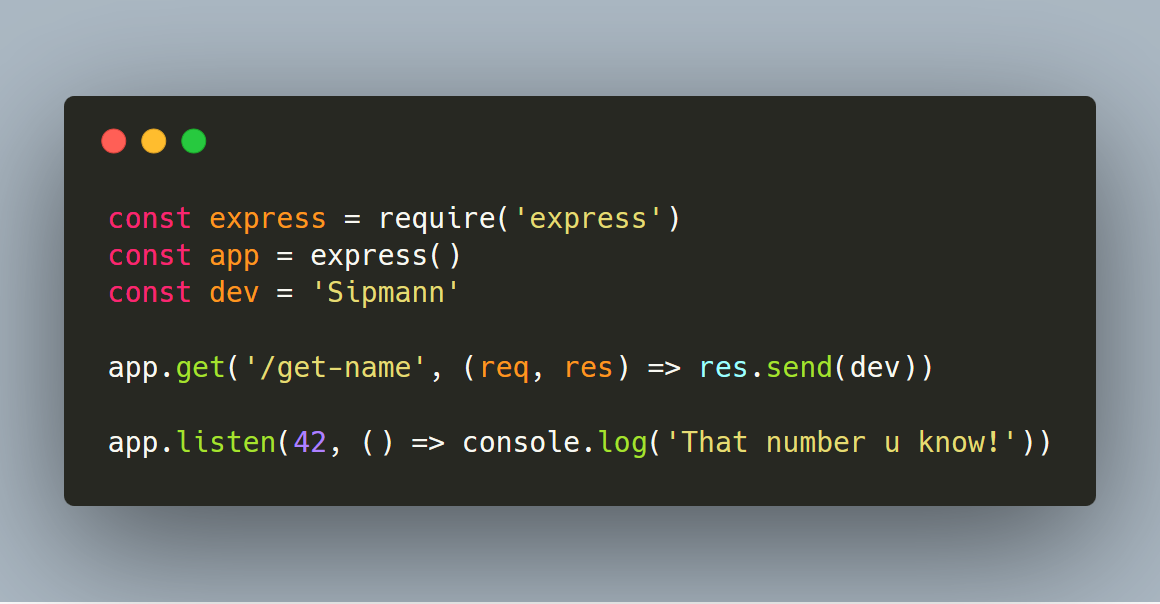 const express = require('express')
const app = express()
const dev = 'Sipmann'
app.get('/get-name', (req, res) => res.send(dev))
app.listen(42, () => console.log('That number u know!'))